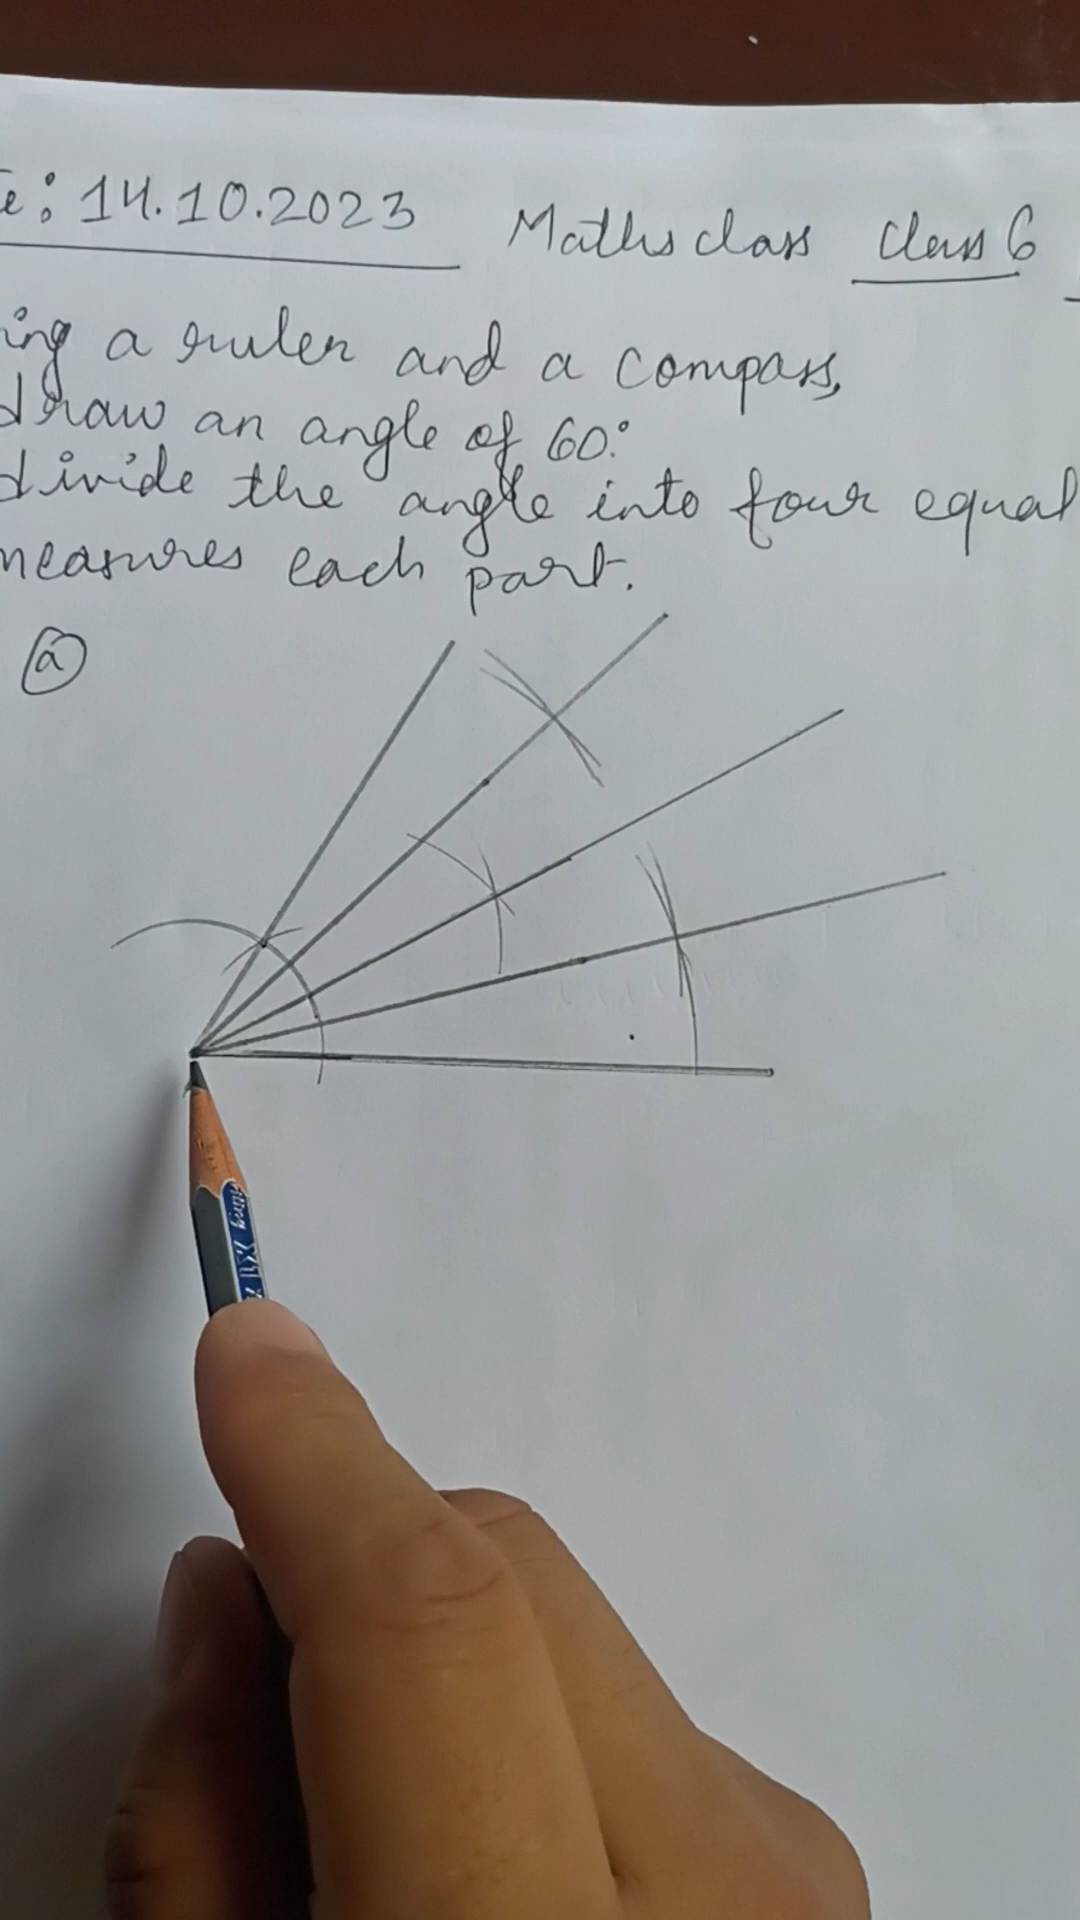 e: 14.10.2023 Maths class Class 6
ing a ruler and a compass,
draw an angle of 60°.
divide the angle into four equal
measures each part.
a